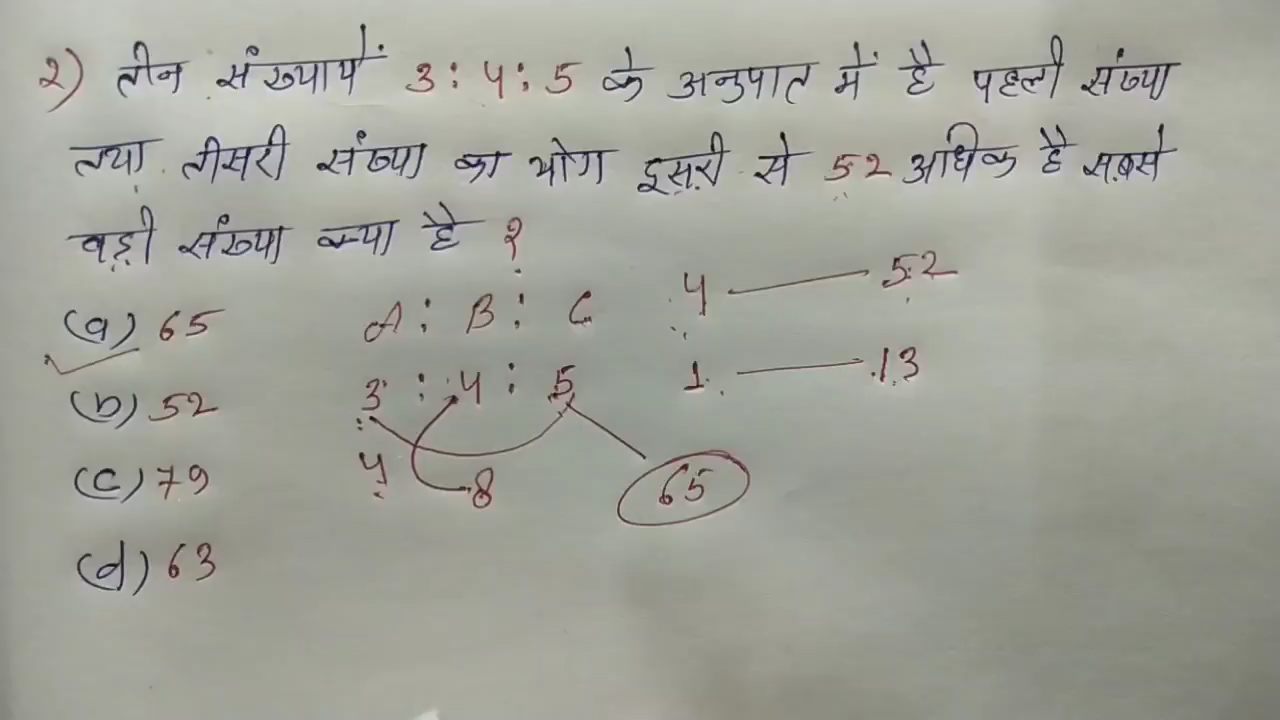 २) तीन संख्यायें 3 : 4 : 5 के अनुपात में है पहली संख्या
तथा तीसरी संख्या का योग दूसरी से 52 अधिक है सबसे
बड़ी संख्या क्या है ?
(a) 65
(b) 52
(c) 79
(d) 63
A : B : C
3 : 4 : 5
4 8
65
4 — 52
1 — 13